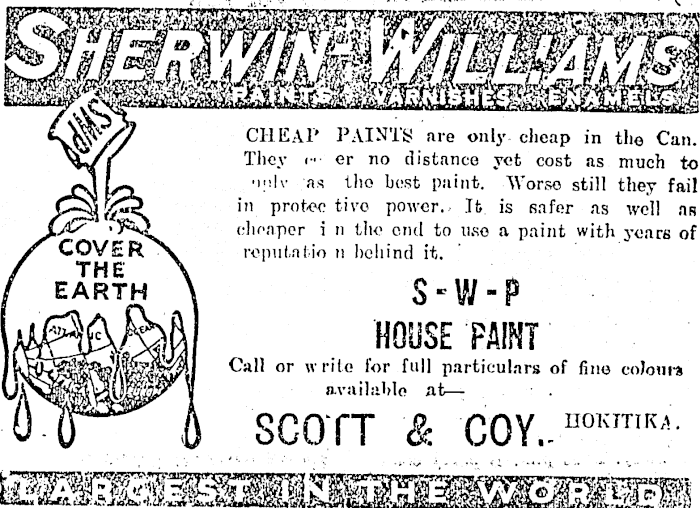 SHERWIN-WILLIAMS
PAINTS VARNISHES ENAMELS
SWP
COVER
THE
EARTH
CHEAP PAINTS are only cheap in the Can.
They er no distance yet cost as much to
as the best paint. Worse still they fail
in protective power. It is safer as well as
cheaper in the end to use a paint with years of
reputation behind it.
S-W-P
HOUSE PAINT
Call or write for full particulars of fine colours
available at—
SCOTT & COY. HOKITIKA.
LARGEST IN THE WORLD